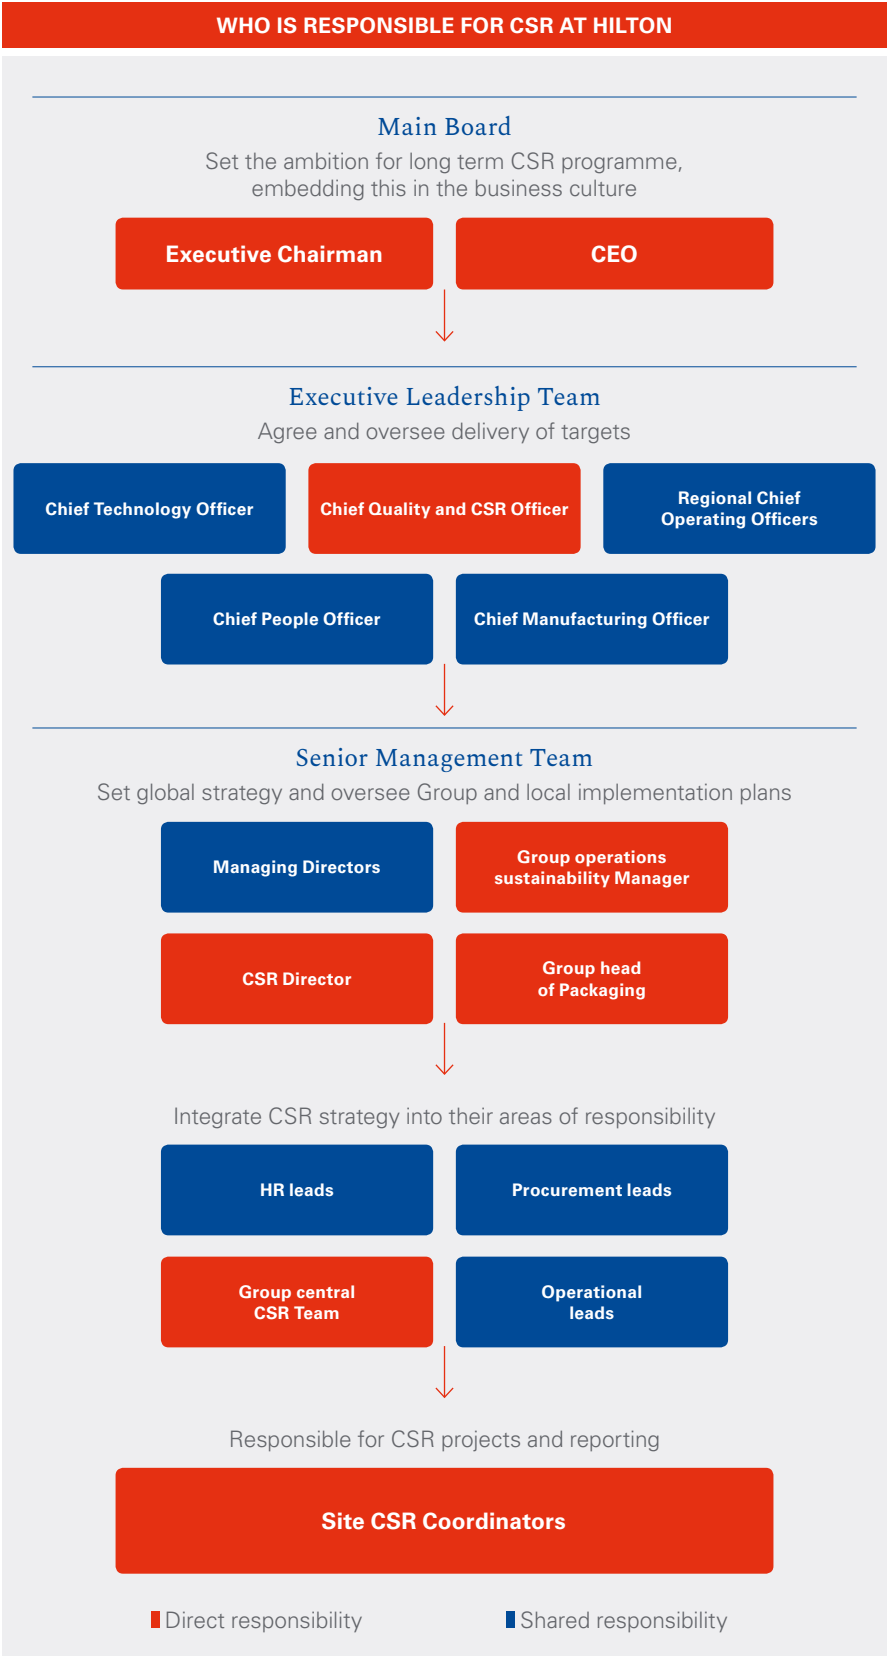 WHO IS RESPONSIBLE FOR CSR AT HILTON
Main Board
Set the ambition for long term CSR programme,
embedding this in the business culture
Executive Chairman
CEO
Executive Leadership Team
Agree and oversee delivery of targets
Chief Technology Officer
Chief Quality and CSR Officer
Regional Chief
Operating Officers
Chief People Officer
Chief Manufacturing Officer
Senior Management Team
Set global strategy and oversee Group and local implementation plans
Managing Directors
Group operations
sustainability Manager
CSR Director
Group head
of Packaging
Integrate CSR strategy into their areas of responsibility
HR leads
Procurement leads
Group central
CSR Team
Operational
leads
Responsible for CSR projects and reporting
Site CSR Coordinators
Direct responsibility
Shared responsibility